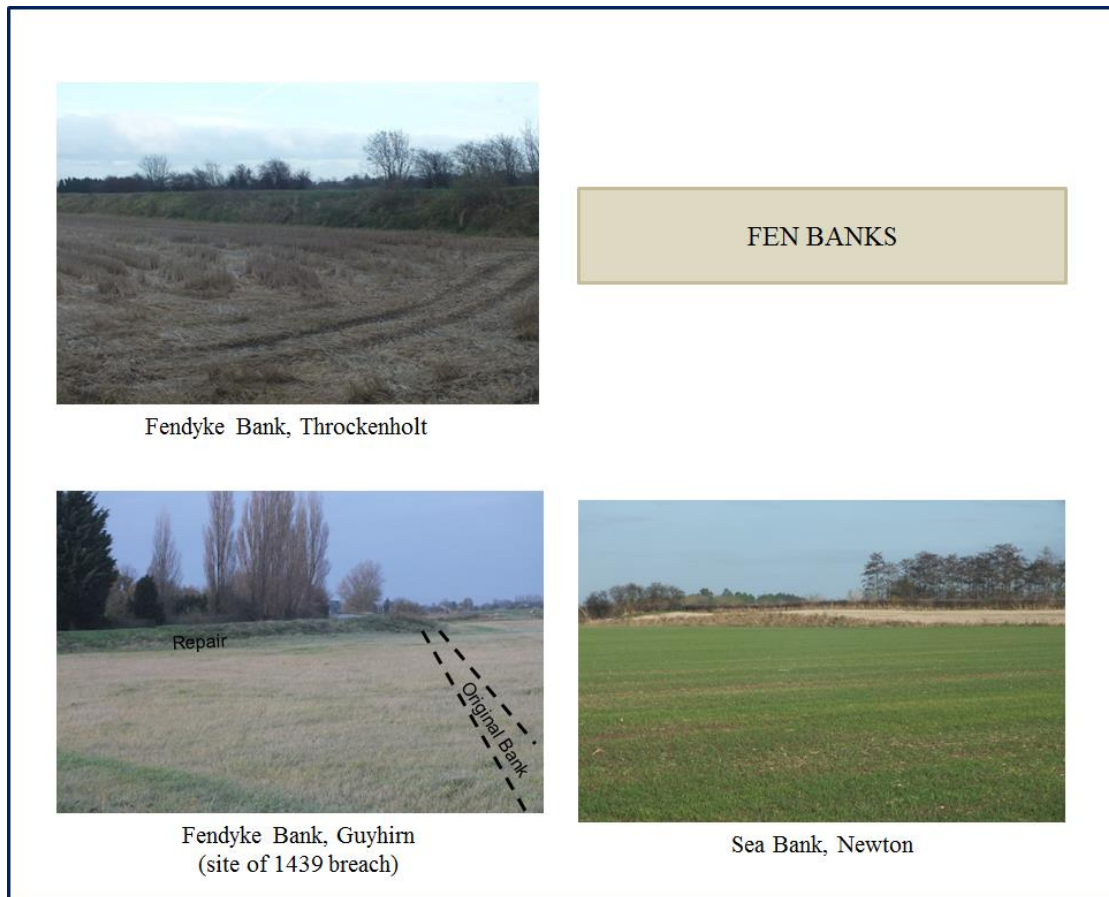 FEN BANKS
Fendyke Bank, Throckenholt
Repair
Original Bank
Fendyke Bank, Guyhirn
(site of 1439 breach)
Sea Bank, Newton